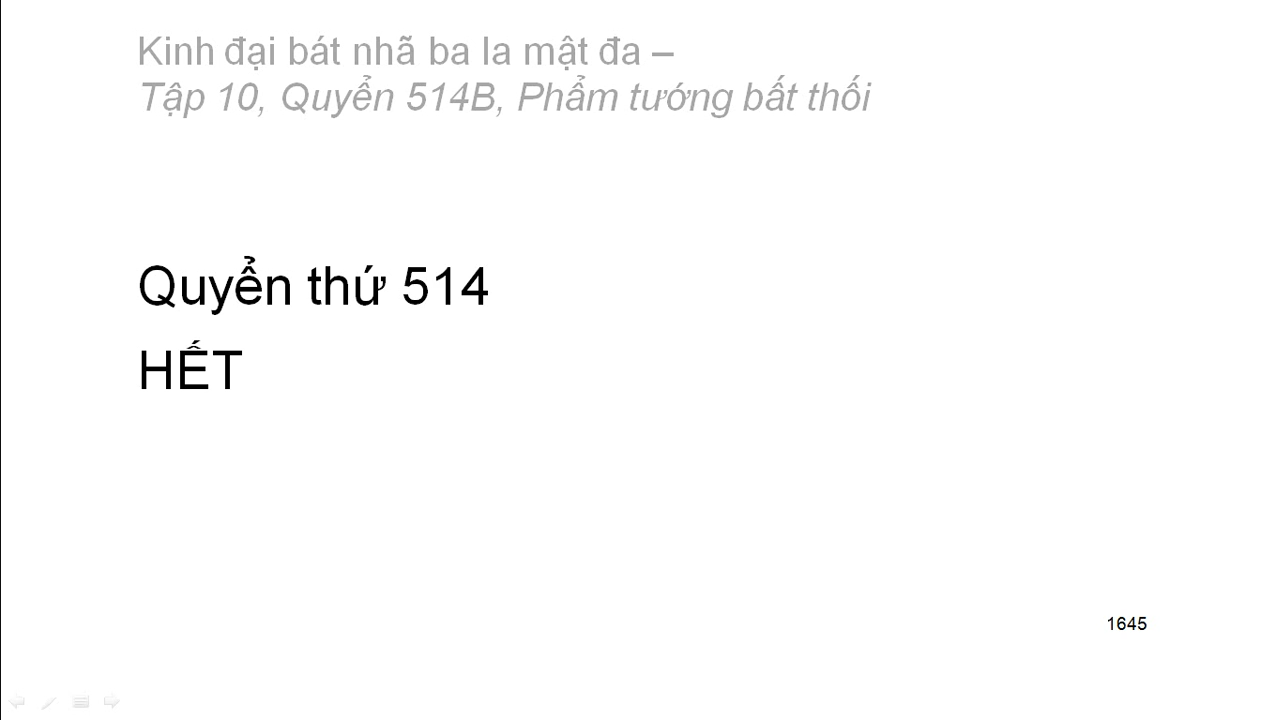 Kinh đại bát nhã ba la mật đa –
Tập 10, Quyển 514B, Phẩm tướng bất thối
Quyển thứ 514
HẾT
1645